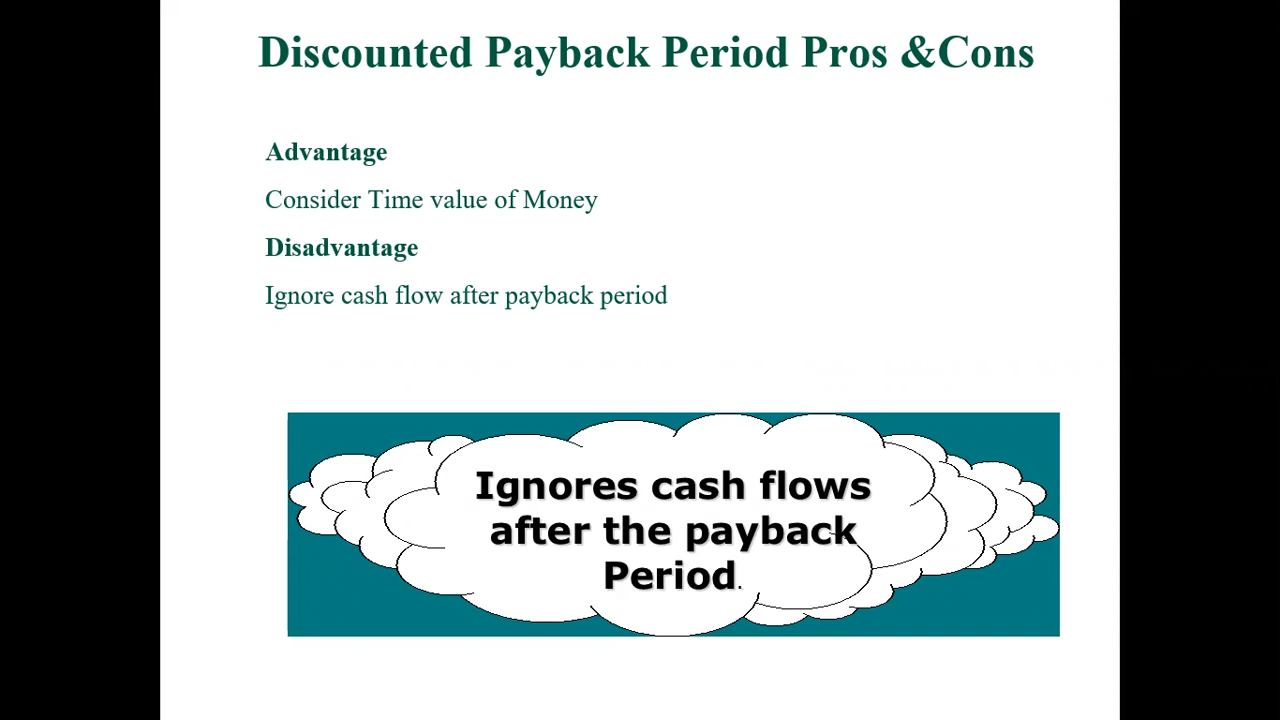 Discounted Payback Period Pros &Cons
Advantage
Consider Time value of Money
Disadvantage
Ignore cash flow after payback period
Ignores cash flows
after the payback
Period.